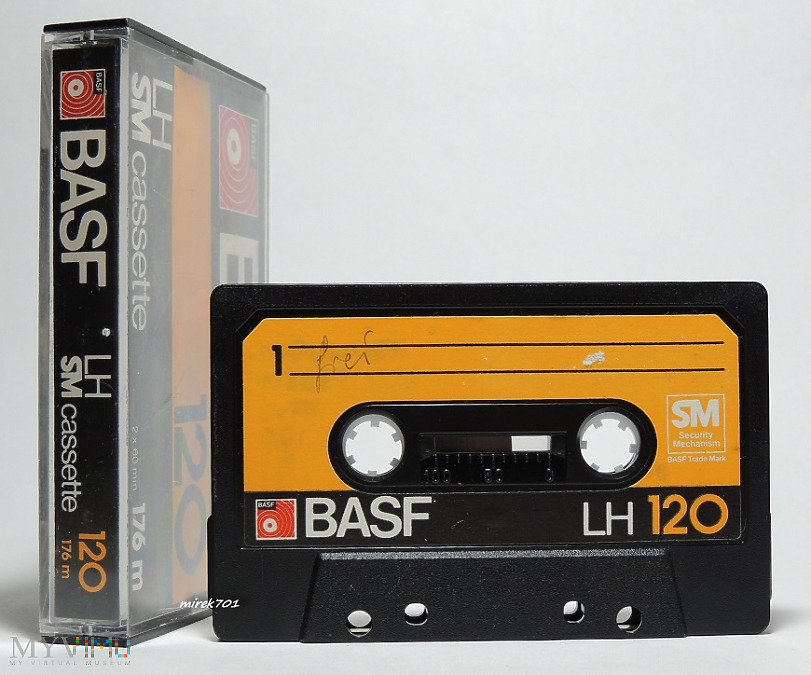 BASF
BASF
LH
SM cassette
120
176 m
BASF
LH
SM cassette
120
2 x 60 min
176 m
1 frei
100 50 0
SM
Security
Mechanism
BASF Trade Mark
BASF
BASF
LH 120
mirek701
MYVIMU
MY VIRTUAL MUSEUM